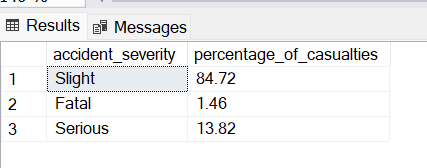 Results Messages
accident_severity percentage_of_casualties
1 Slight 84.72
2 Fatal 1.46
3 Serious 13.82